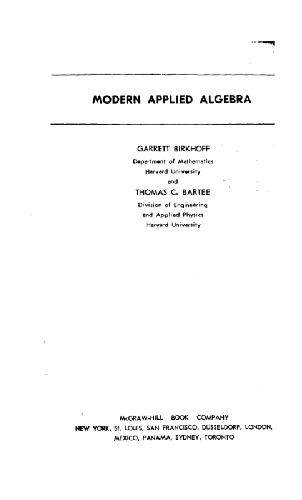 MODERN APPLIED ALGEBRA
GARRETT BIRKHOFF
Department of Mathematics
Harvard University
and
THOMAS C. BARTEE
Division of Engineering
and Applied Physics
Harvard University
McGRAW-HILL BOOK COMPANY
NEW YORK, St. LOUIS, SAN FRANCISCO, DUSSELDORF, LONDON,
MEXICO, PANAMA, SYDNEY, TORONTO